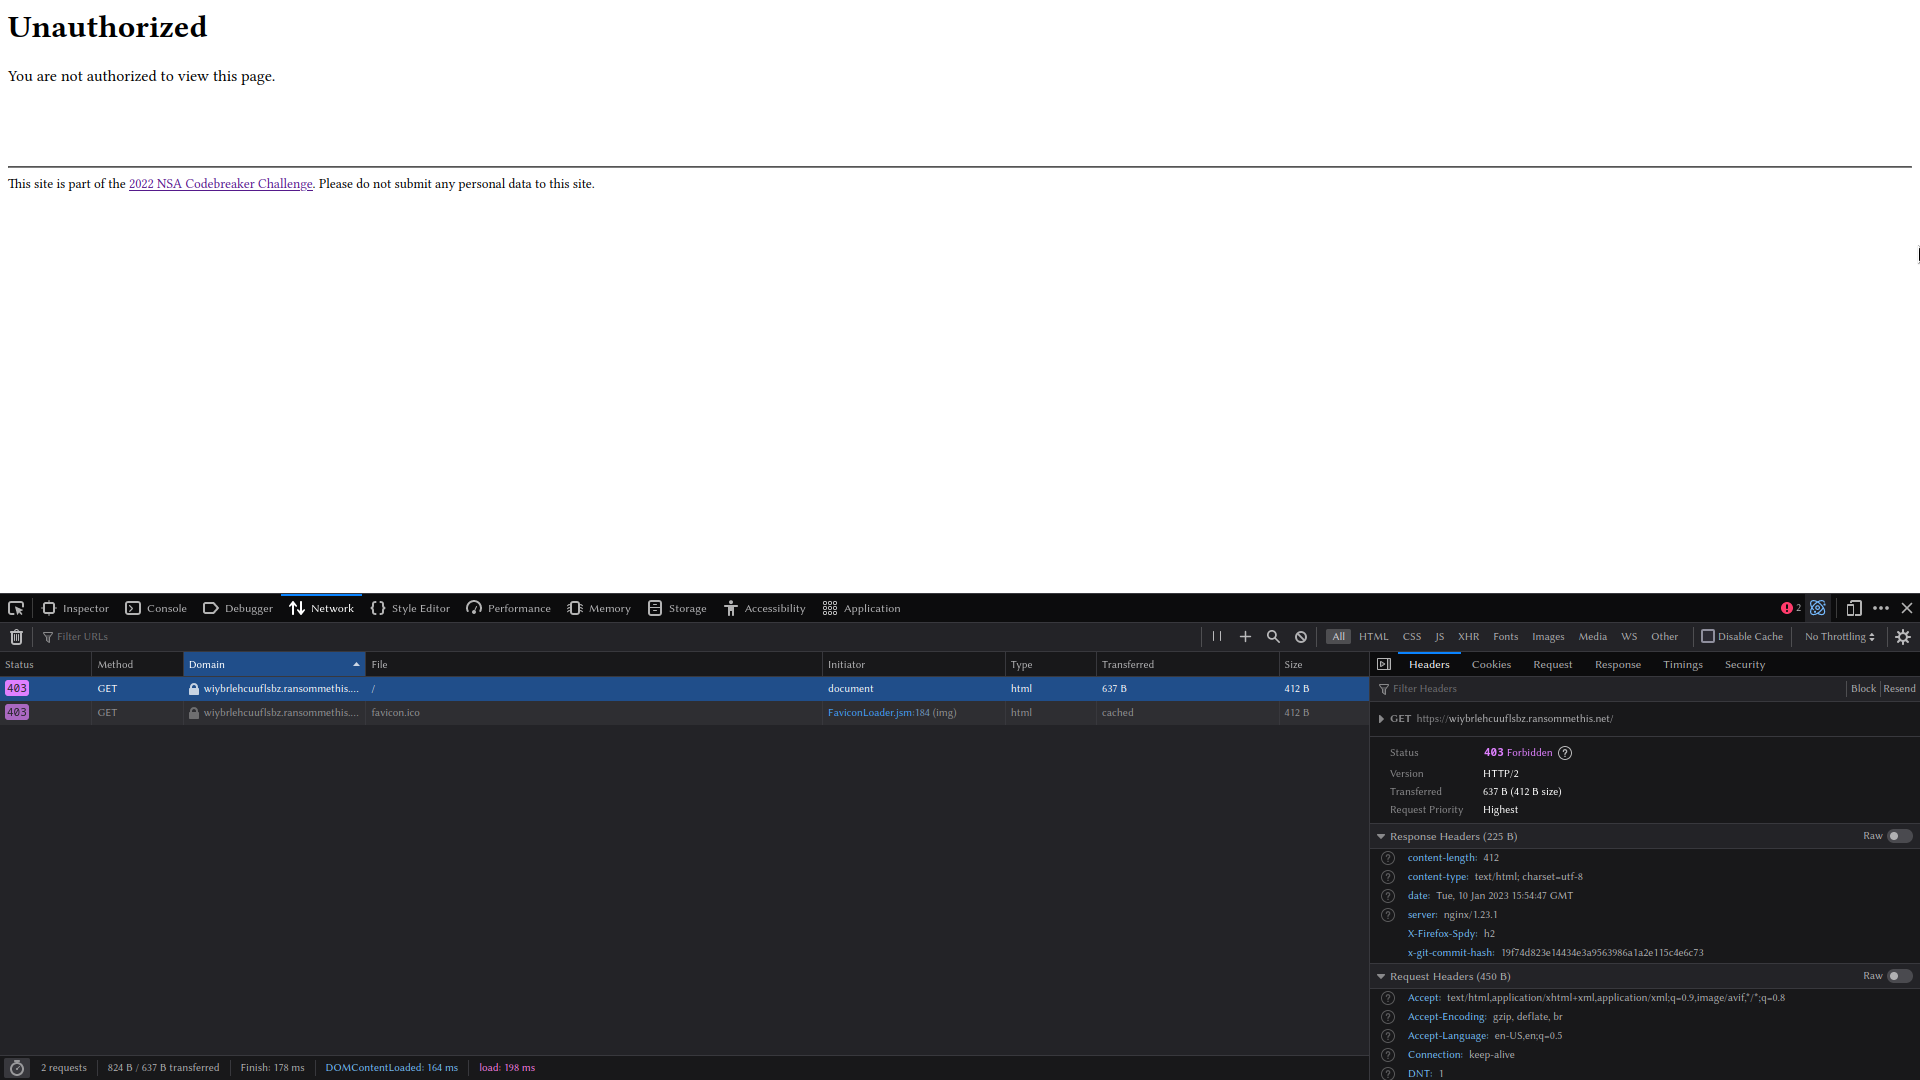 Unauthorized
You are not authorized to view this page.
This site is part of the 2022 NSA Codebreaker Challenge. Please do not submit any personal data to this site.
Inspector Console Debugger Network Style Editor Performance Memory Storage Accessibility Application 2
Filter URLs All HTML CSS JS XHR Fonts Images Media WS Other Disable Cache No Throttling
Status Method Domain File Initiator Type Transferred Size
403 GET wiybrlehcuuflsbz.ransommethis.… / document html 637 B 412 B
403 GET wiybrlehcuuflsbz.ransommethis.… favicon.ico FaviconLoader.jsm:184 (img) html cached 412 B
Headers Cookies Request Response Timings Security
Filter Headers Block Resend
GET https://wiybrlehcuuflsbz.ransommethis.net/
Status 403 Forbidden
Version HTTP/2
Transferred 637 B (412 B size)
Request Priority Highest
Response Headers (225 B) Raw
content-length: 412
content-type: text/html; charset=utf-8
date: Tue, 10 Jan 2023 15:54:47 GMT
server: nginx/1.23.1
X-Firefox-Spdy: h2
x-git-commit-hash: 19f74d823e14434e3a9563986a1a2e115c4e6c73
Request Headers (450 B) Raw
Accept: text/html,application/xhtml+xml,application/xml;q=0.9,image/avif,*/*;q=0.8
Accept-Encoding: gzip, deflate, br
Accept-Language: en-US,en;q=0.5
Connection: keep-alive
DNT: 1
2 requests 824 B / 637 B transferred Finish: 178 ms DOMContentLoaded: 164 ms load: 198 ms